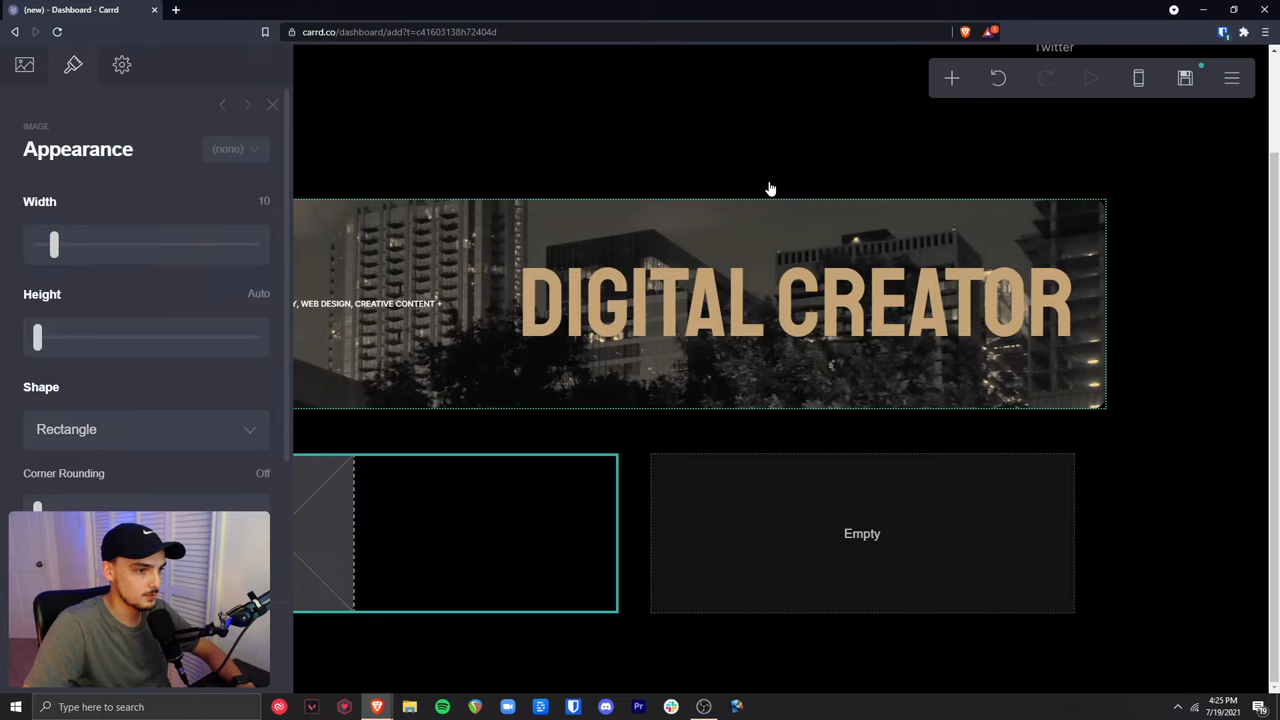 (new) - Dashboard - Carrd
carrd.co/dashboard/add?t=c41603138h72404d
Twitter
IMAGE
Appearance
(none)
Width
10
Height
Auto
Shape
Rectangle
Corner Rounding
Off
Y, WEB DESIGN, CREATIVE CONTENT +
DIGITAL CREATOR
Empty
Type here to search
4:25 PM
7/19/2021